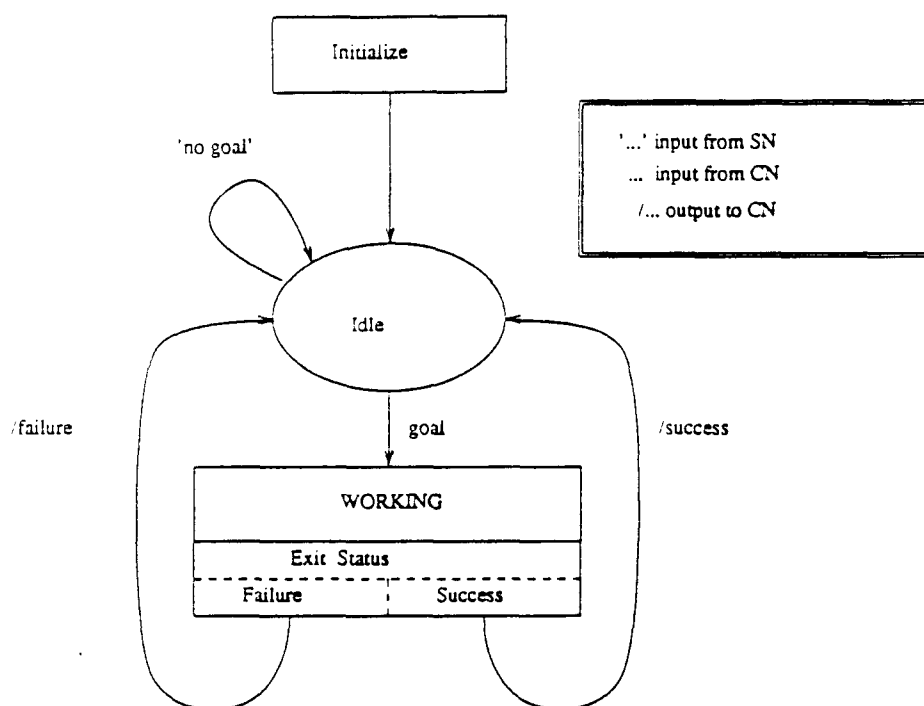 Initialize
'no goal'
'...' input from SN
... input from CN
/... output to CN
Idle
/failure
goal
/success
WORKING
Exit Status
Failure
Success